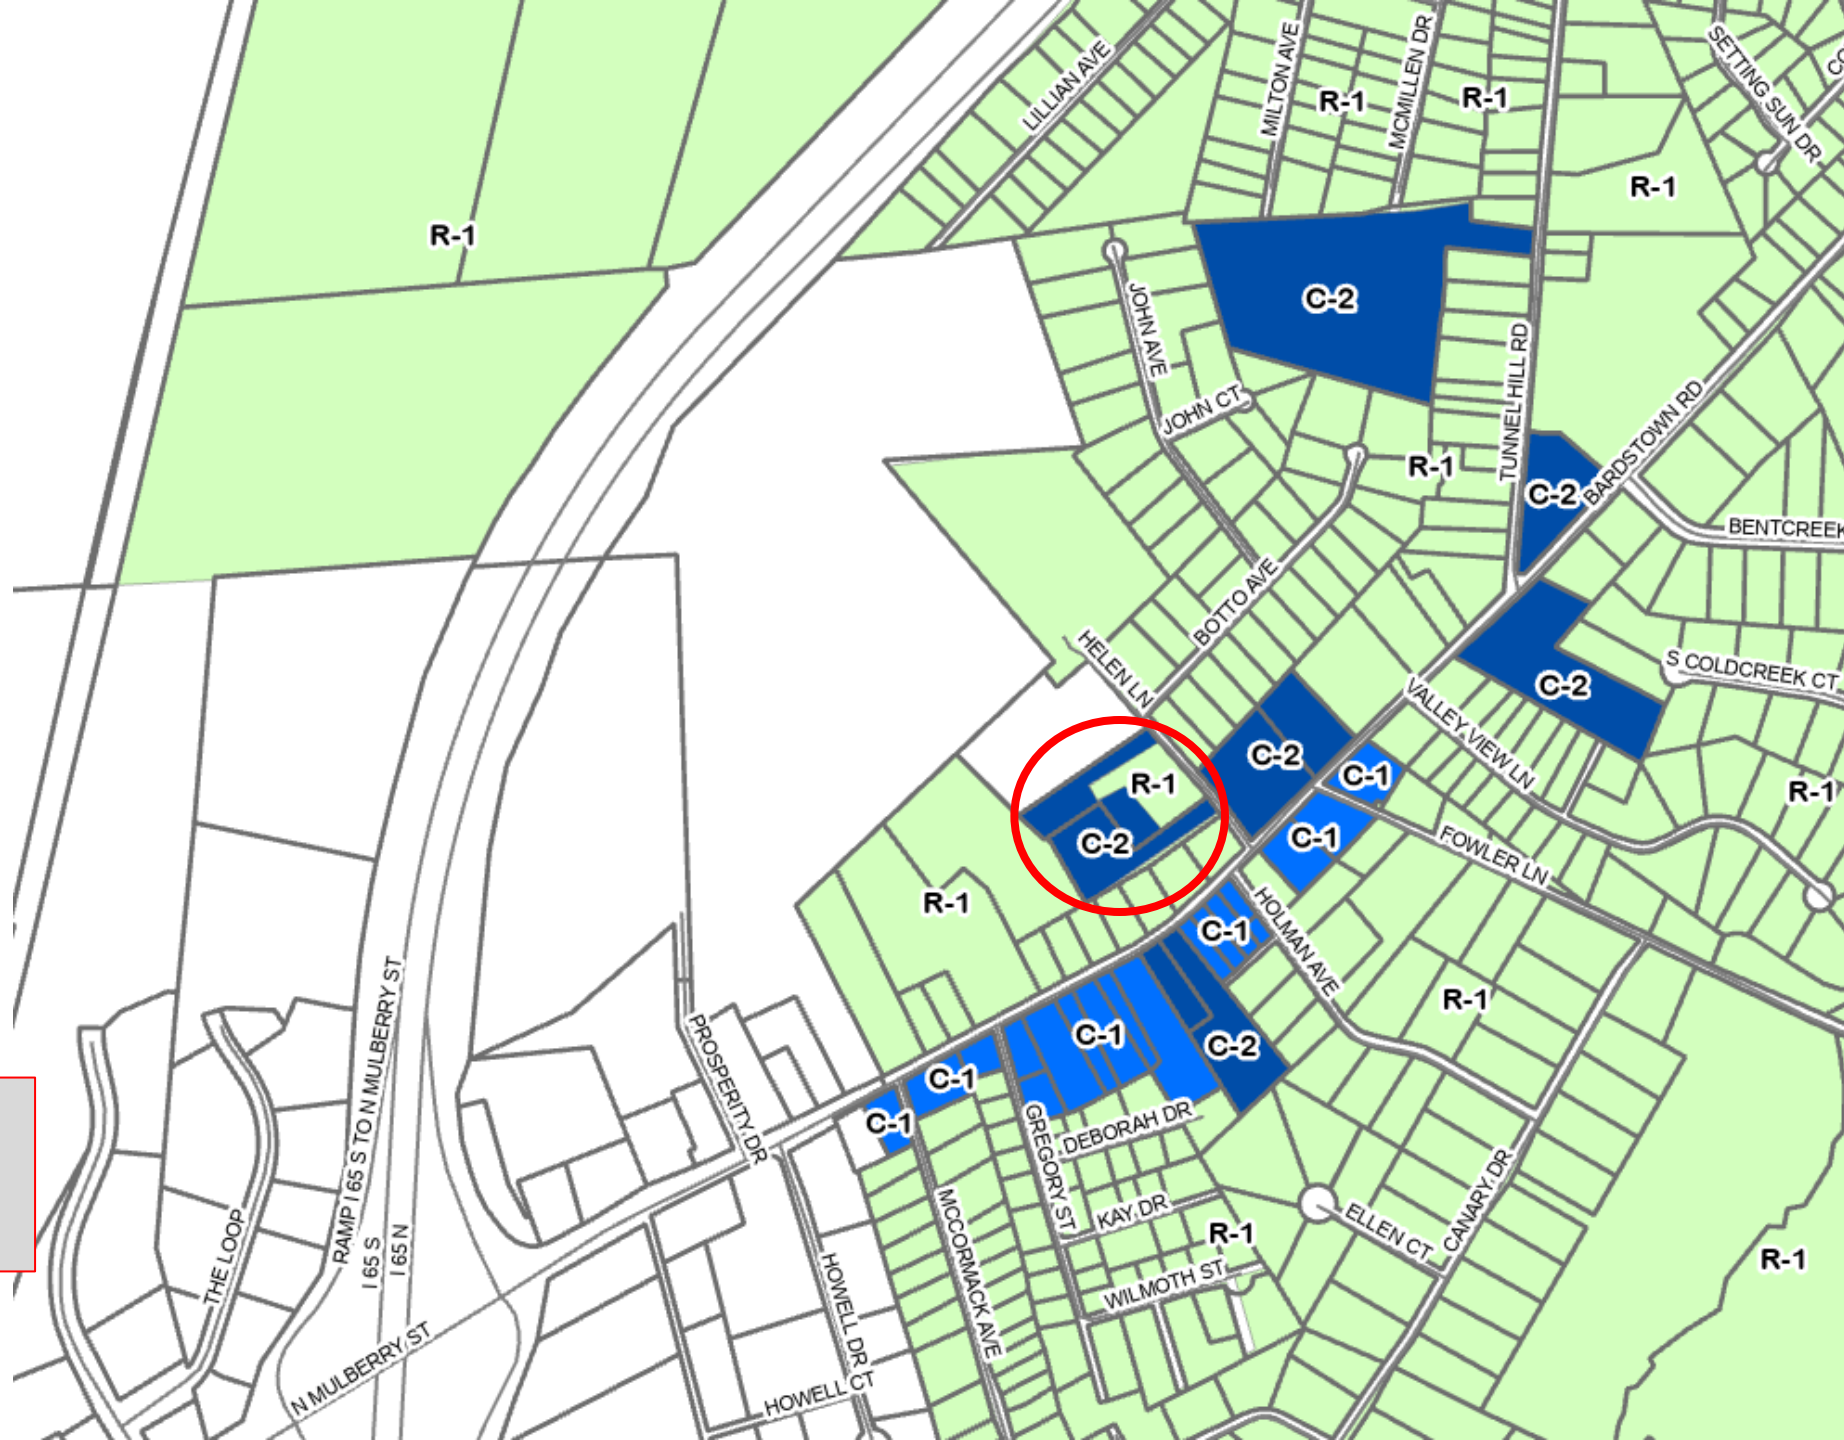 LILLIAN AVE
MILTON AVE
R-1
MCMILLEN DR
R-1
SETTING SUN DR
R-1
R-1
C-2
JOHN AVE
JOHN CT
TUNNEL HILL RD
R-1
C-2
BARDSTOWN RD
BENTCREEK
BOTTO AVE
HELEN LN
S COLDCREEK CT
C-2
VALLEY VIEW LN
C-2
C-1
R-1
R-1
C-1
C-2
FOWLER LN
R-1
C-1
HOLMAN AVE
R-1
C-1
C-2
C-1
C-1
PROSPERITY DR
RAMP I 65 S TO N MULBERRY ST
I 65 S
I 65 N
THE LOOP
N MULBERRY ST
GREGORY ST
DEBORAH DR
KAY DR
R-1
WILMOTH ST
ELLEN CT
CANARY DR
R-1
MCCORMACK AVE
HOWELL DR
HOWELL CT